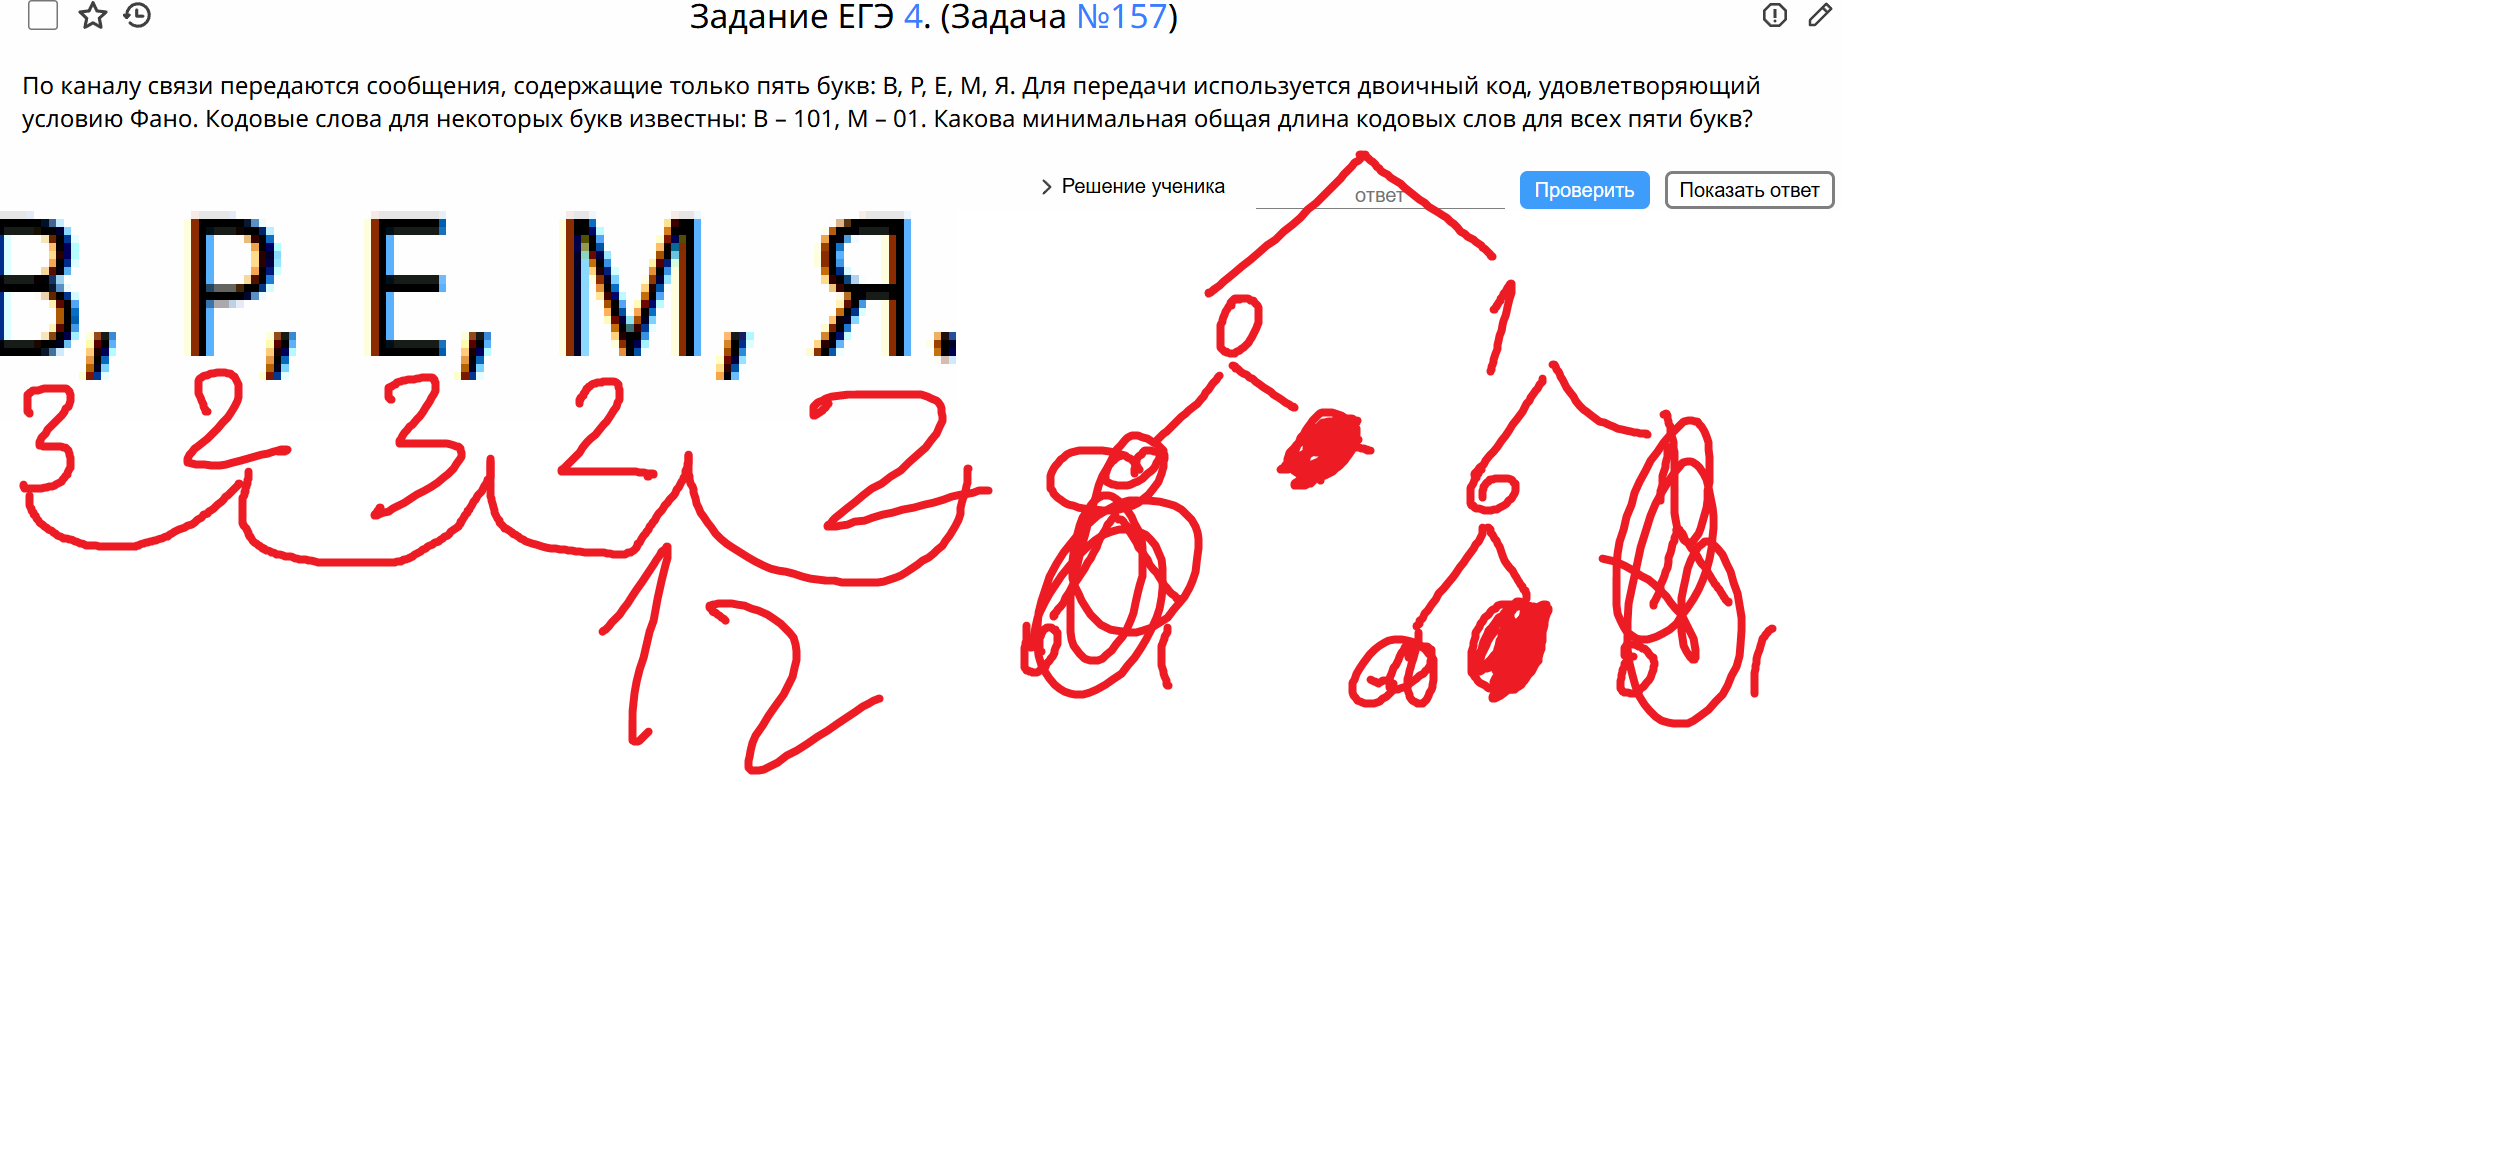 Задание ЕГЭ 4. (Задача №157)
По каналу связи передаются сообщения, содержащие только пять букв: В, Р, Е, М, Я. Для передачи используется двоичный код, удовлетворяющий
условию Фано. Кодовые слова для некоторых букв известны: В – 101, М – 01. Какова минимальная общая длина кодовых слов для всех пяти букв?
Решение ученика
ответ
Проверить
Показать ответ
В, Р, Е, М, Я.
0 1
3 2 3 2 2
0
12
0 1 0 1